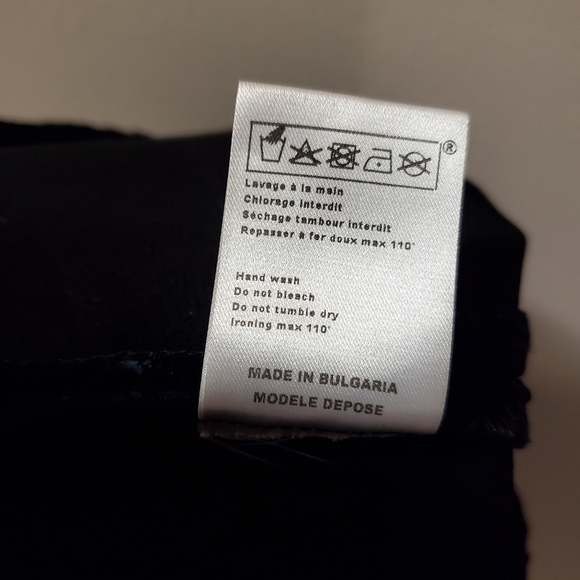 ®
Lavage à la main
Chlorage interdit
Séchage tambour interdit
Repasser à fer doux max 110°
Hand wash
Do not bleach
Do not tumble dry
Ironing max 110°
MADE IN BULGARIA
MODELE DEPOSE